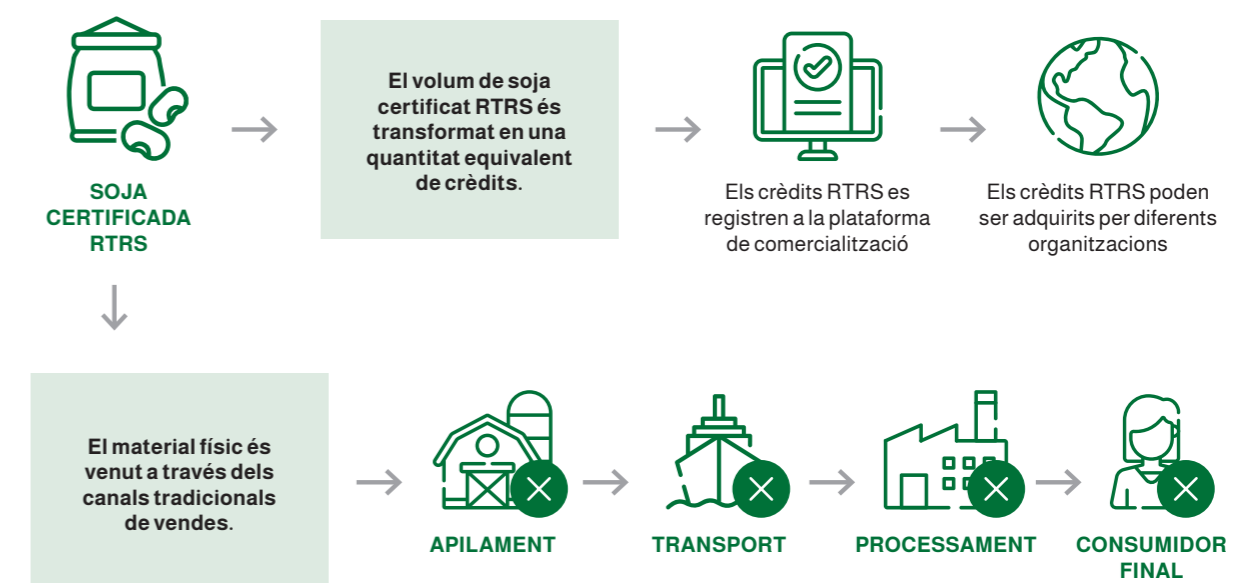 SOJA
CERTIFICADA
RTRS
El volum de soja
certificat RTRS és
transformat en una
quantitat equivalent
de crèdits.
Els crèdits RTRS es
registren a la plataforma
de comercialització
Els crèdits RTRS poden
ser adquirits per diferents
organitzacions
El material físic és
venut a través dels
canals tradicionals
de vendes.
APILAMENT
TRANSPORT
PROCESSAMENT
CONSUMIDOR
FINAL